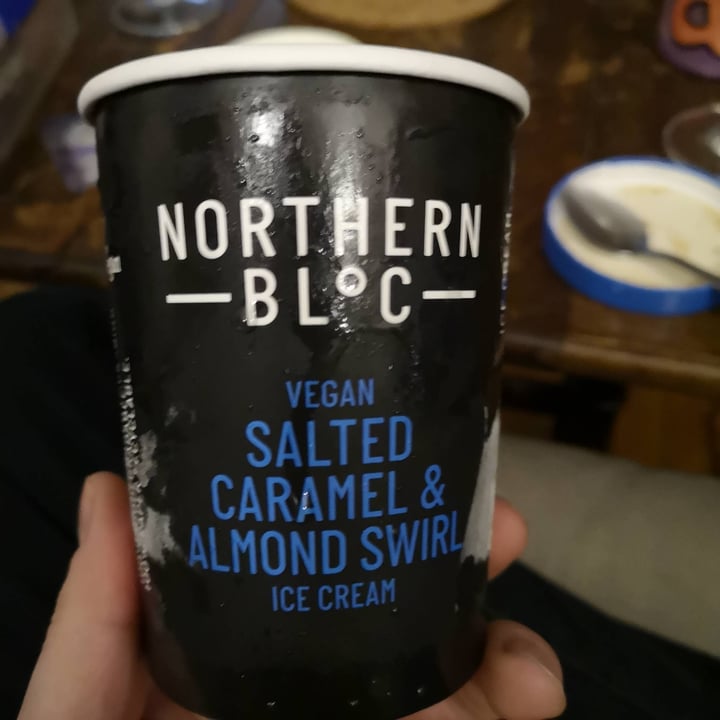 NORTHERN
BL°C
VEGAN
SALTED
CARAMEL &
ALMOND SWIRL
ICE CREAM